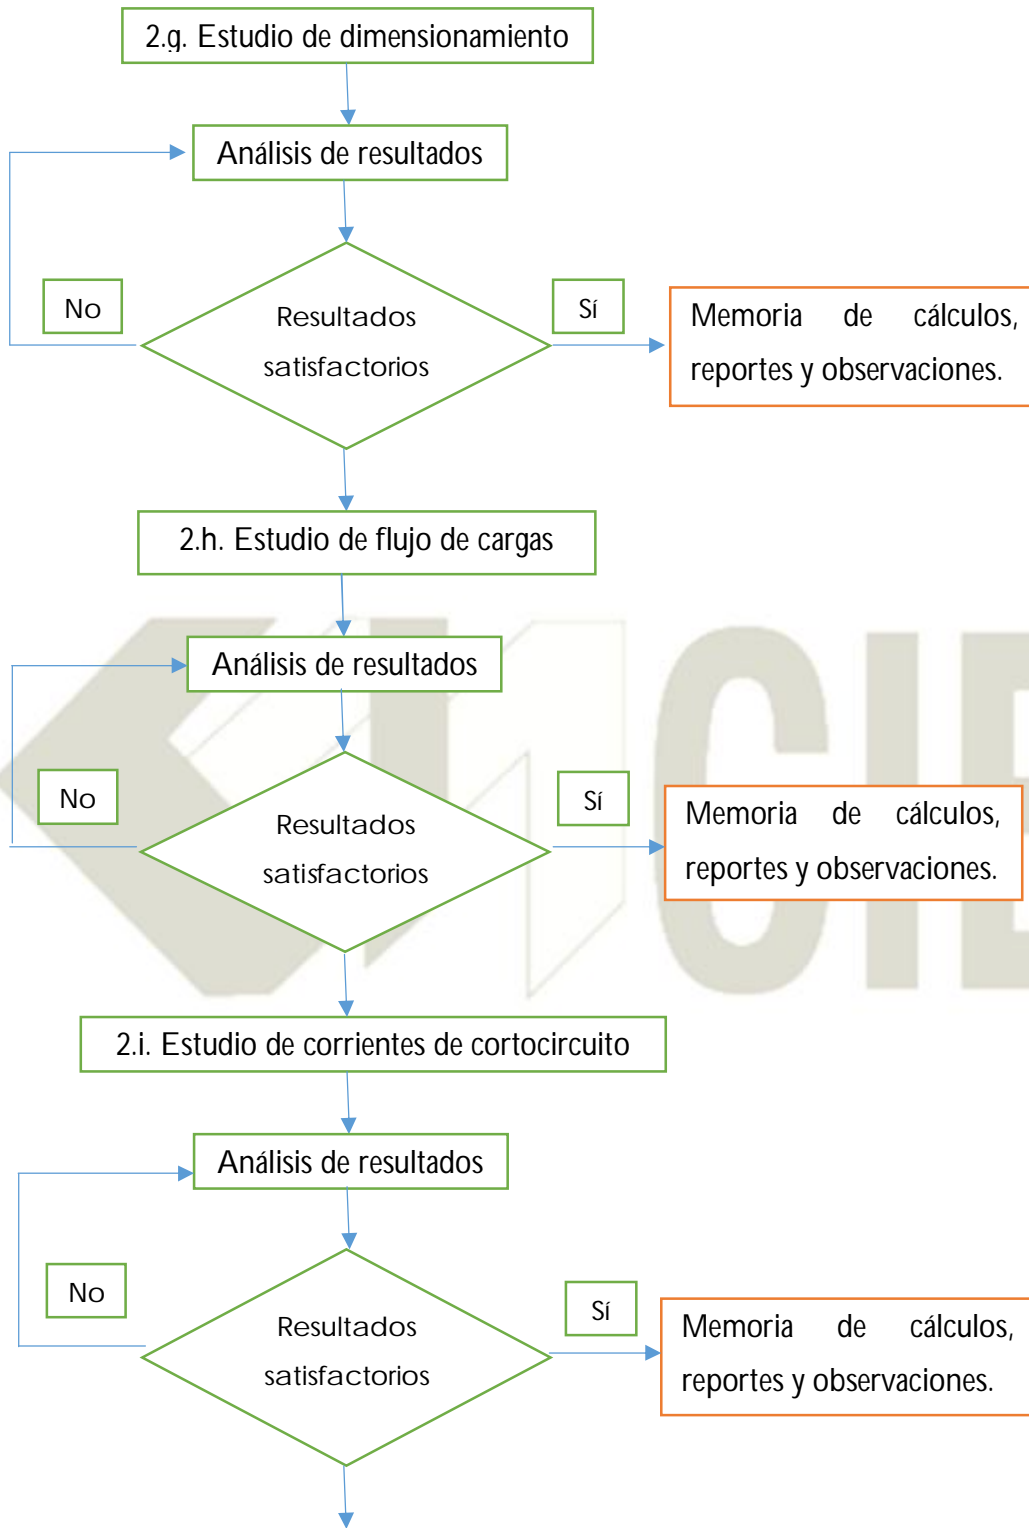 2.g. Estudio de dimensionamiento
Análisis de resultados
No
Resultados
satisfactorios
Sí
Memoria de cálculos,
reportes y observaciones.
2.h. Estudio de flujo de cargas
Análisis de resultados
No
Resultados
satisfactorios
Sí
Memoria de cálculos,
reportes y observaciones.
2.i. Estudio de corrientes de cortocircuito
Análisis de resultados
No
Resultados
satisfactorios
Sí
Memoria de cálculos,
reportes y observaciones.